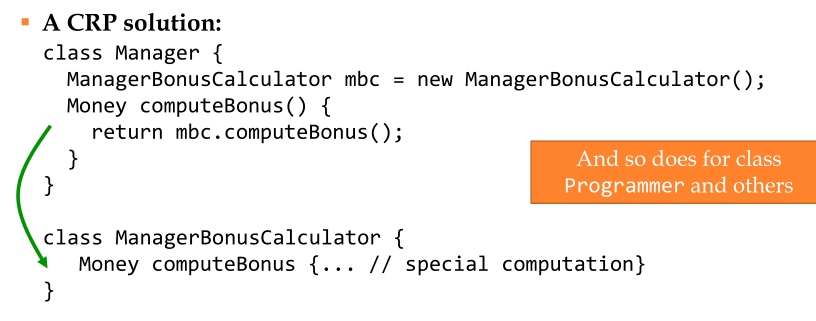 ▪ A CRP solution:
class Manager {
ManagerBonusCalculator mbc = new ManagerBonusCalculator();
Money computeBonus() {
return mbc.computeBonus();
}
}
And so does for class
Programmer and others
class ManagerBonusCalculator {
Money computeBonus {... // special computation}
}